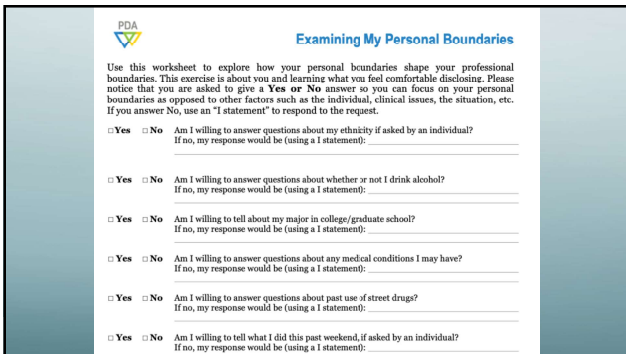 PDA
Examining My Personal Boundaries
Use this worksheet to explore how your personal boundaries shape your professional
boundaries. This exercise is about you and learning what you feel comfortable disclosing. Please
notice that you are asked to give a Yes or No answer so you can focus on your personal
boundaries as opposed to other factors such as the individual, clinical issues, the situation, etc.
If you answer No, use an "I statement" to respond to the request.
□ Yes □ No Am I willing to answer questions about my ethnicity if asked by an individual?
If no, my response would be (using a I statement):
□ Yes □ No Am I willing to answer questions about whether or not I drink alcohol?
If no, my response would be (using a I statement):
□ Yes □ No Am I willing to tell about my major in college/graduate school?
If no, my response would be (using a I statement):
□ Yes □ No Am I willing to answer questions about any medical conditions I may have?
If no, my response would be (using a I statement):
□ Yes □ No Am I willing to answer questions about past use of street drugs?
If no, my response would be (using a I statement):
□ Yes □ No Am I willing to tell what I did this past weekend, if asked by an individual?
If no, my response would be (using a I statement):